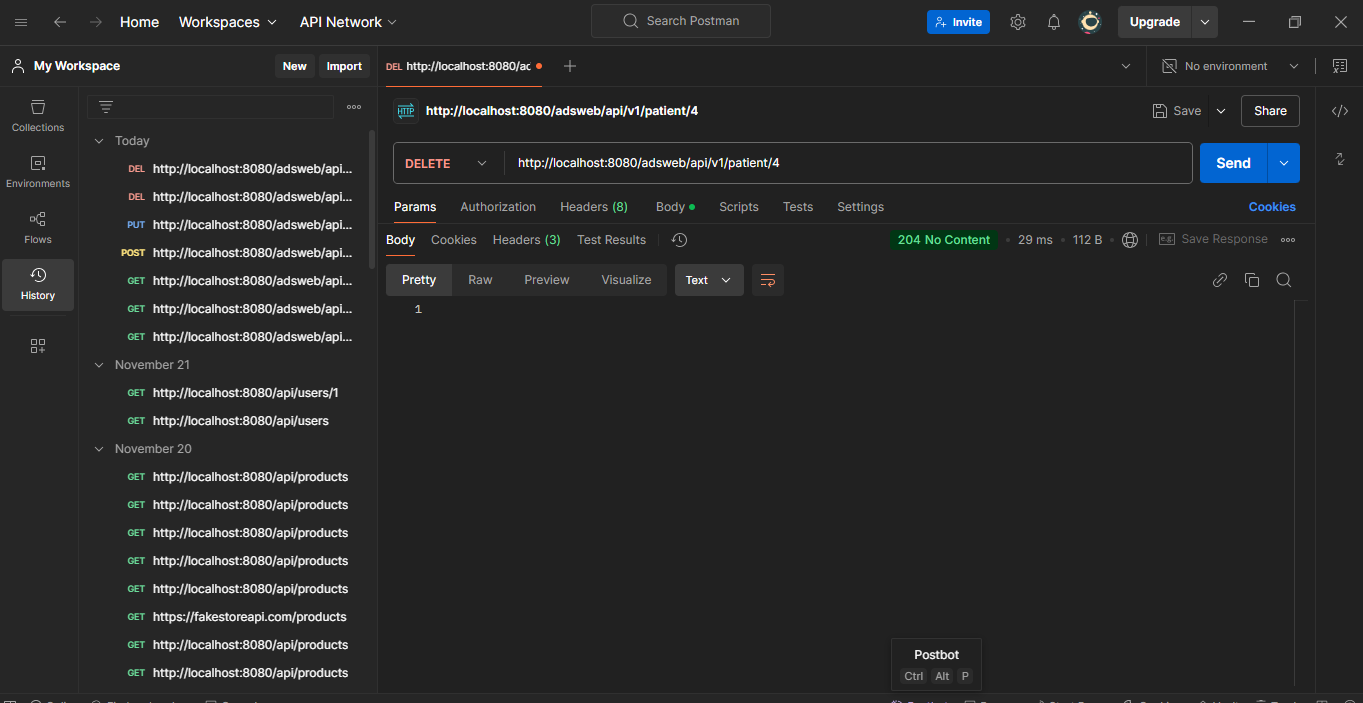 Home Workspaces API Network Search Postman Invite Upgrade
My Workspace New Import DEL http://localhost:8080/ac No environment
http://localhost:8080/adsweb/api/v1/patient/4 Save Share
Collections
Environments
Flows
History
Today
DEL http://localhost:8080/adsweb/api...
DEL http://localhost:8080/adsweb/api...
PUT http://localhost:8080/adsweb/api...
POST http://localhost:8080/adsweb/api...
GET http://localhost:8080/adsweb/api...
GET http://localhost:8080/adsweb/api...
GET http://localhost:8080/adsweb/api...
November 21
GET http://localhost:8080/api/users/1
GET http://localhost:8080/api/users
November 20
GET http://localhost:8080/api/products
GET http://localhost:8080/api/products
GET http://localhost:8080/api/products
GET http://localhost:8080/api/products
GET http://localhost:8080/api/products
GET https://fakestoreapi.com/products
GET http://localhost:8080/api/products
GET http://localhost:8080/api/products
DELETE http://localhost:8080/adsweb/api/v1/patient/4 Send
Params Authorization Headers (8) Body Scripts Tests Settings Cookies
Body Cookies Headers (3) Test Results 204 No Content 29 ms 112 B Save Response
Pretty Raw Preview Visualize Text
1
Postbot
Ctrl Alt P